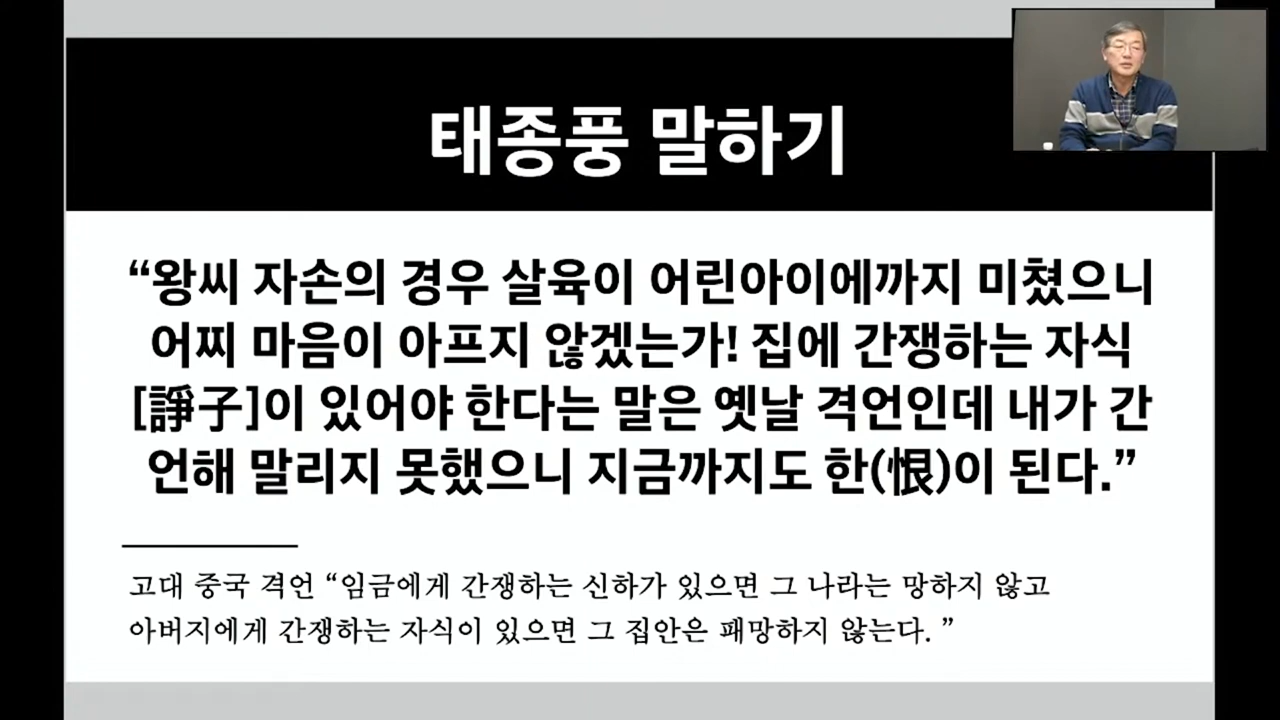 태종풍 말하기
“왕씨 자손의 경우 살육이 어린아이에까지 미쳤으니
어찌 마음이 아프지 않겠는가! 집에 간쟁하는 자식
[諍子]이 있어야 한다는 말은 옛날 격언인데 내가 간
언해 말리지 못했으니 지금까지도 한(恨)이 된다.”
고대 중국 격언 “임금에게 간쟁하는 신하가 있으면 그 나라는 망하지 않고
아버지에게 간쟁하는 자식이 있으면 그 집안은 패망하지 않는다. ”